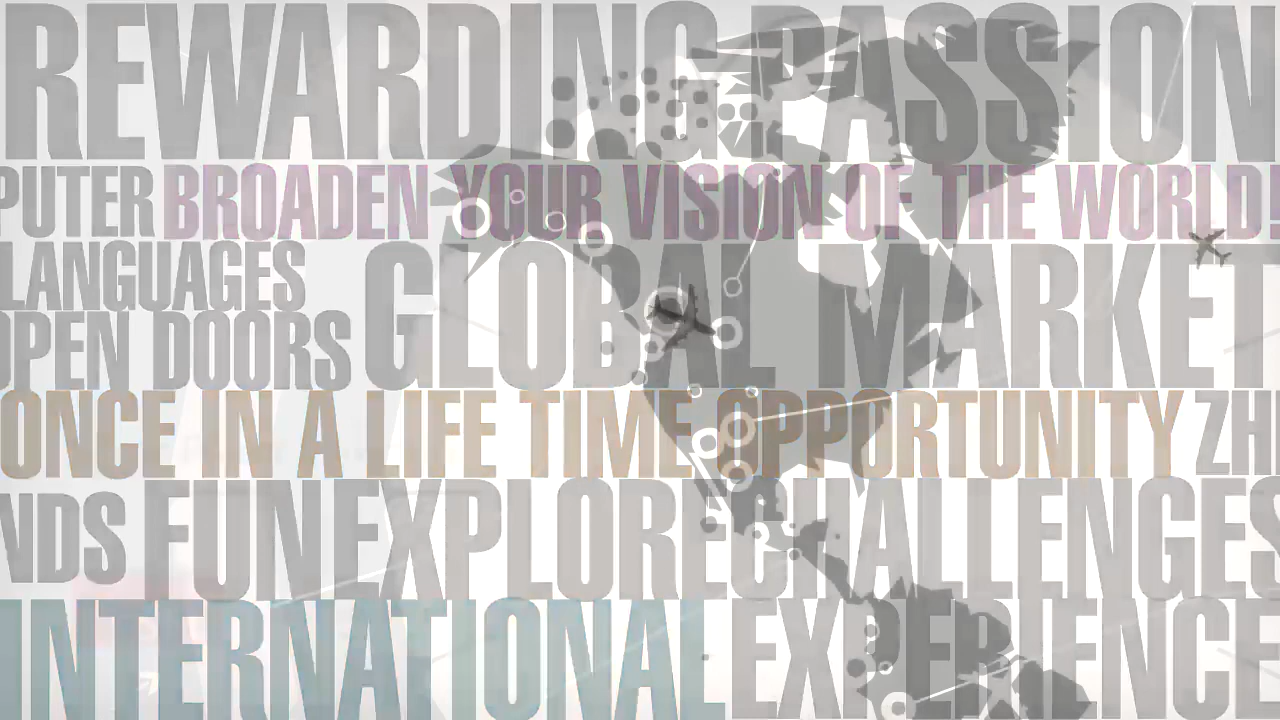 REWARDING PASSION
PUTER BROADEN YOUR VISION OF THE WORLD!
LANGUAGES
OPEN DOORS GLOBAL MARKET
ONCE IN A LIFE TIME OPPORTUNITY ZHI
NDS FUN EXPLORE CHALLENGES
INTERNATIONAL EXPERIENCE